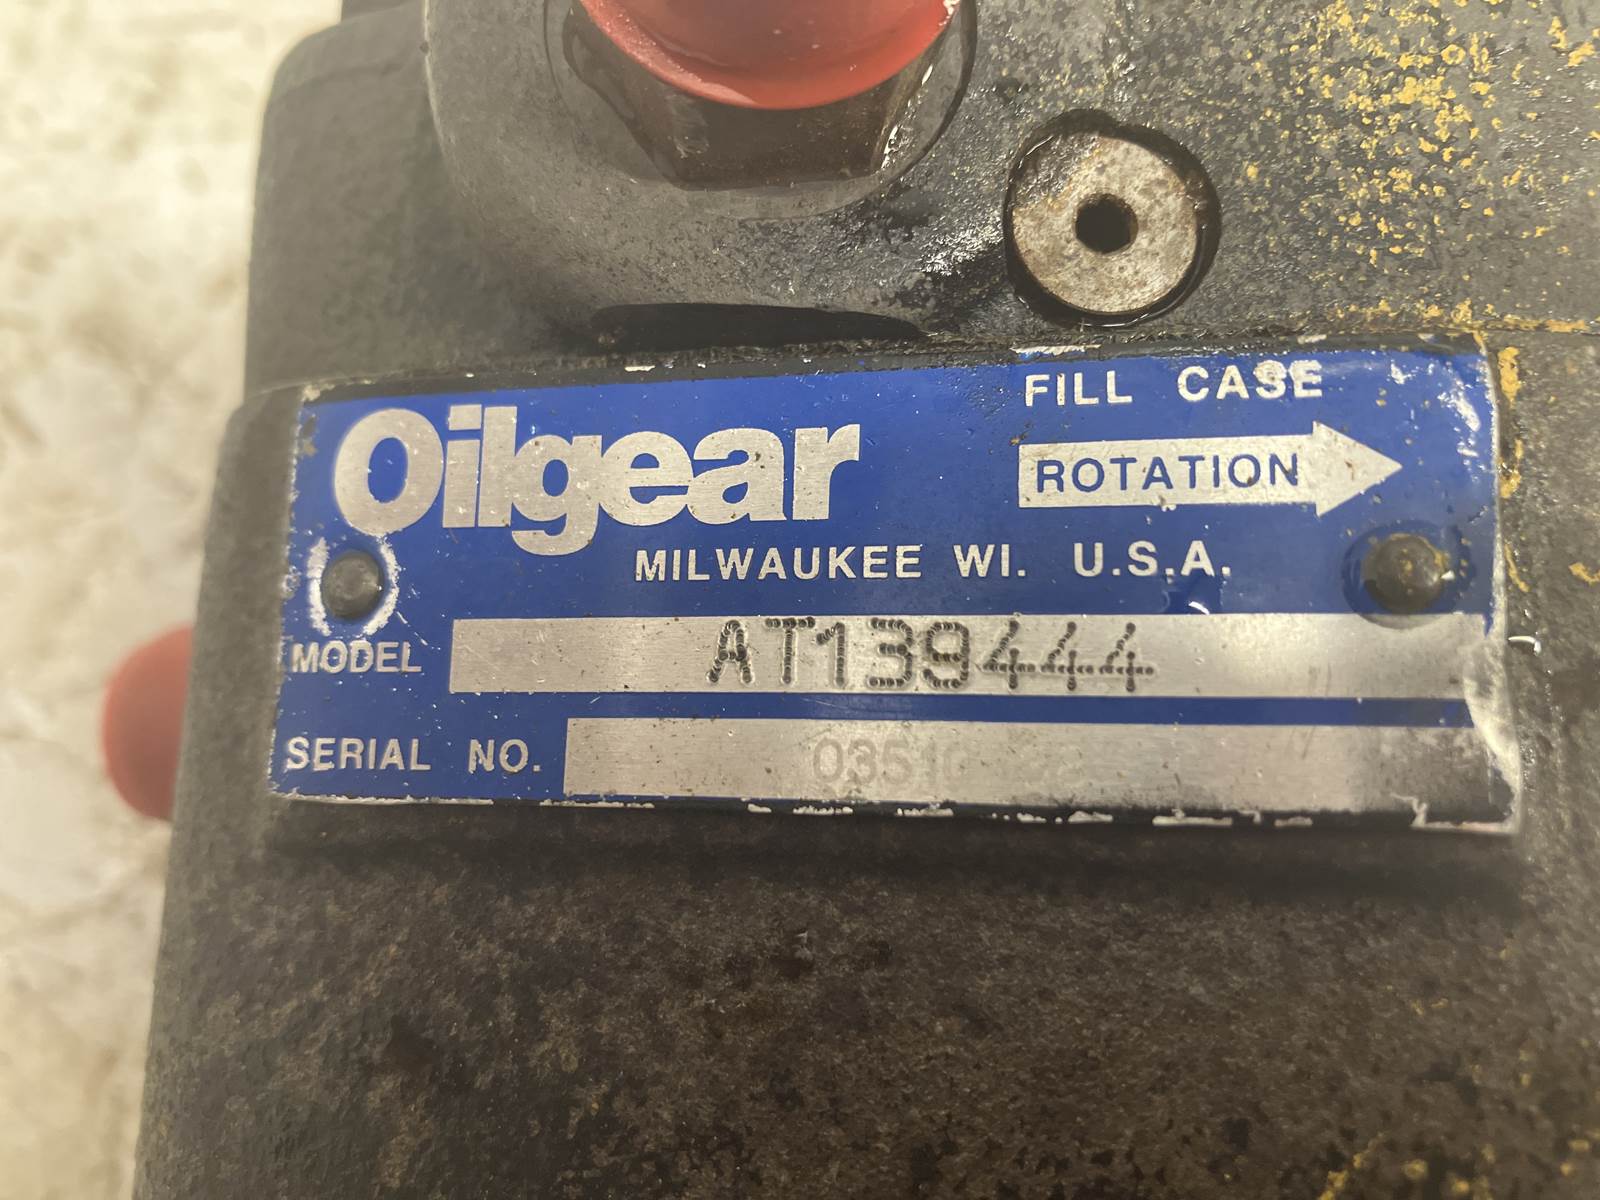 Oilgear
FILL CASE
ROTATION
MILWAUKEE WI. U.S.A.
MODEL AT139444
SERIAL NO.